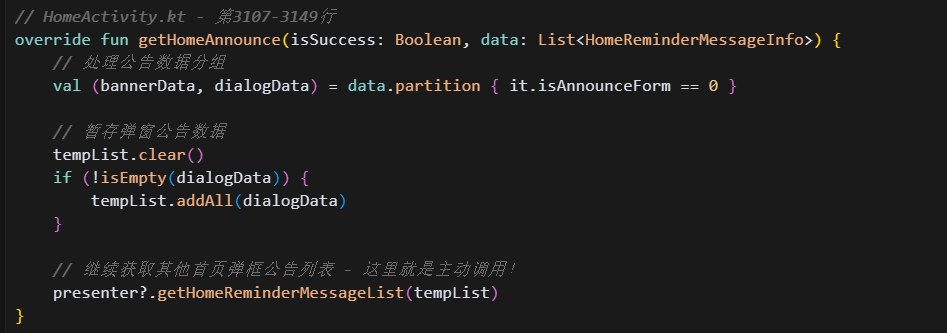 // HomeActivity.kt - 第3107-3149行
override fun getHomeAnnounce(isSuccess: Boolean, data: List<HomeReminderMessageInfo>) {
    // 处理公告数据分组
    val (bannerData, dialogData) = data.partition { it.isAnnounceForm == 0 }
    // 暂存弹窗公告数据
    tempList.clear()
    if (!isEmpty(dialogData)) {
        tempList.addAll(dialogData)
    }
    // 继续获取其他首页弹框公告列表 - 这里就是主动调用!
    presenter?.getHomeReminderMessageList(tempList)
}